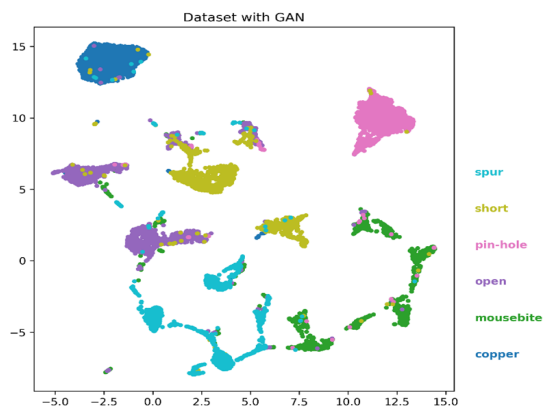 Dataset with GAN
15
10
5
0
−5
−5.0 −2.5 0.0 2.5 5.0 7.5 10.0 12.5 15.0
spur
short
pin-hole
open
mousebite
copper